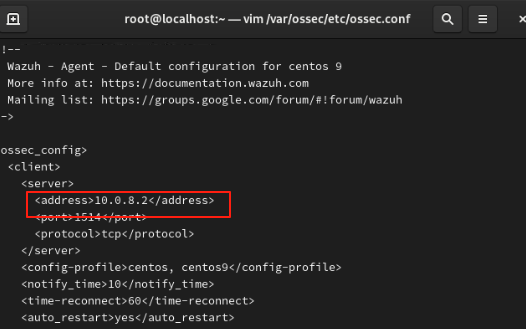 root@localhost:~ — vim /var/ossec/etc/ossec.conf
!--
Wazuh - Agent - Default configuration for centos 9
More info at: https://documentation.wazuh.com
Mailing list: https://groups.google.com/forum/#!forum/wazuh
->
ossec_config>
<client>
<server>
<address>10.0.8.2</address>
<port>1514</port>
<protocol>tcp</protocol>
</server>
<config-profile>centos, centos9</config-profile>
<notify_time>10</notify_time>
<time-reconnect>60</time-reconnect>
<auto_restart>yes</auto_restart>